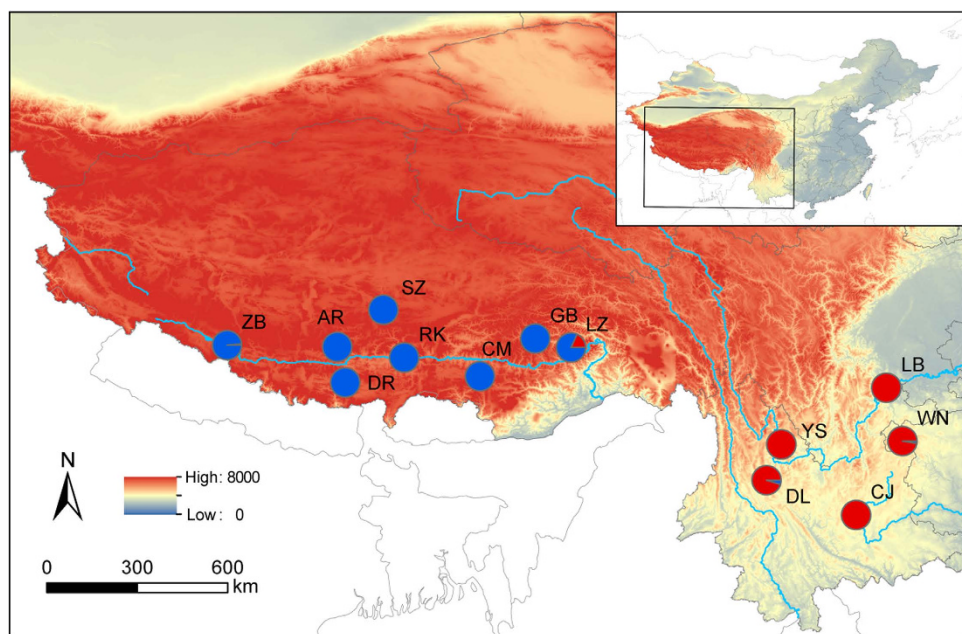 SZ
ZB
AR
GB
LZ
RK
CM
DR
LB
WN
YS
DL
CJ
N
High: 8000
Low: 0
0 300 600
km